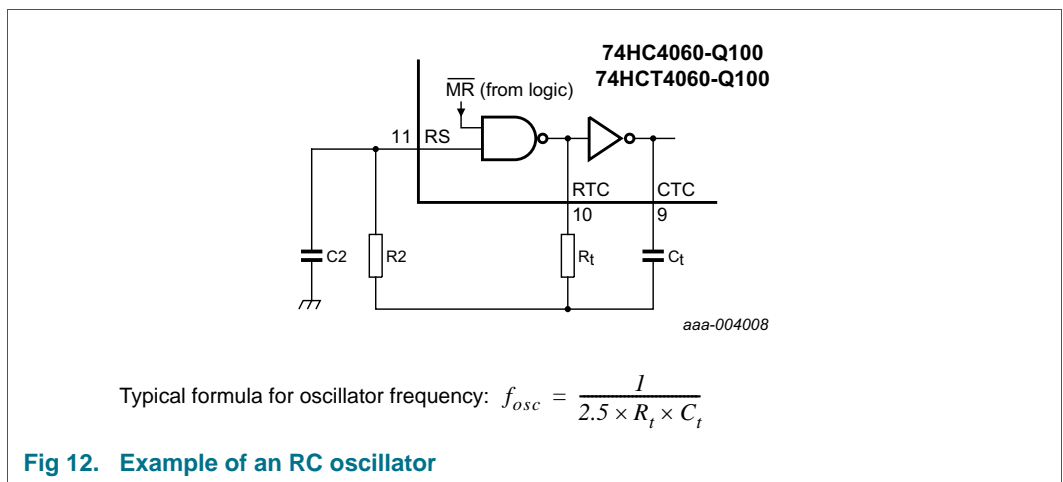 74HC4060-Q100
74HCT4060-Q100
MR (from logic)
11 RS
RTC CTC
10 9
C2 R2 Rt Ct
aaa-004008
Typical formula for oscillator frequency: fosc = 1 / 2.5 × Rt × Ct
Fig 12. Example of an RC oscillator